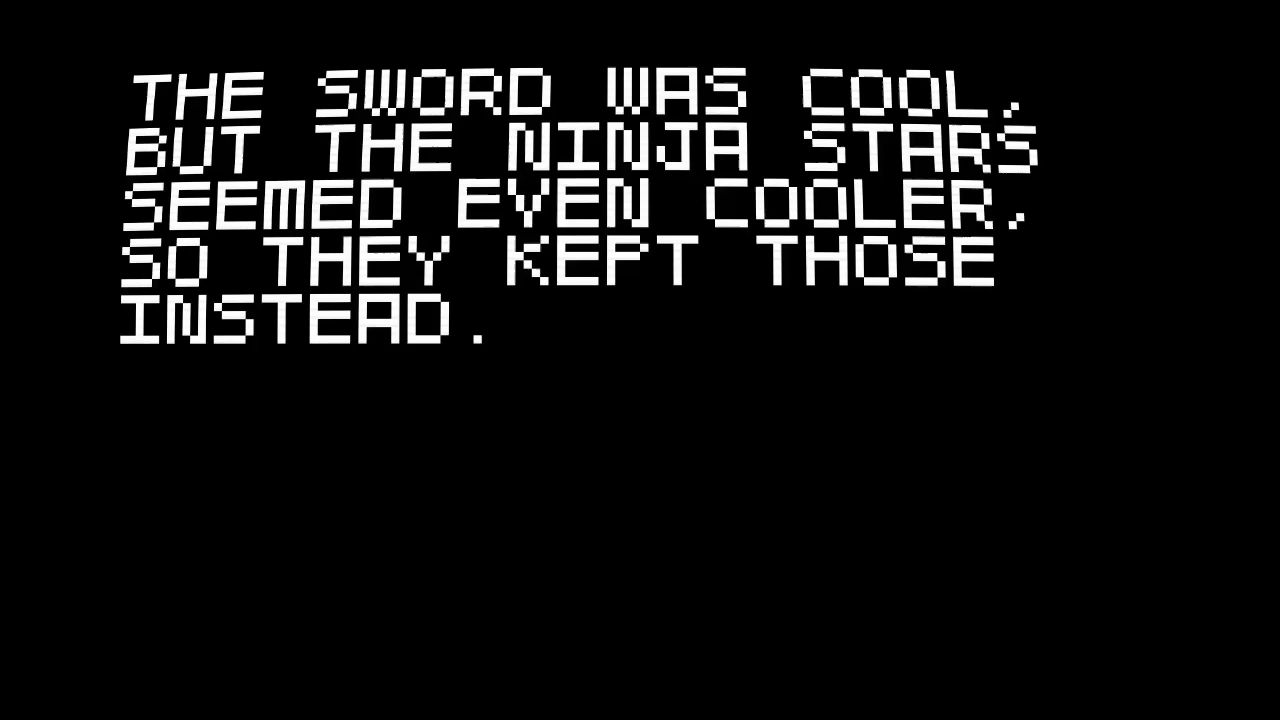 THE SWORD WAS COOL,
BUT THE NINJA STARS
SEEMED EVEN COOLER,
SO THEY KEPT THOSE
INSTEAD.